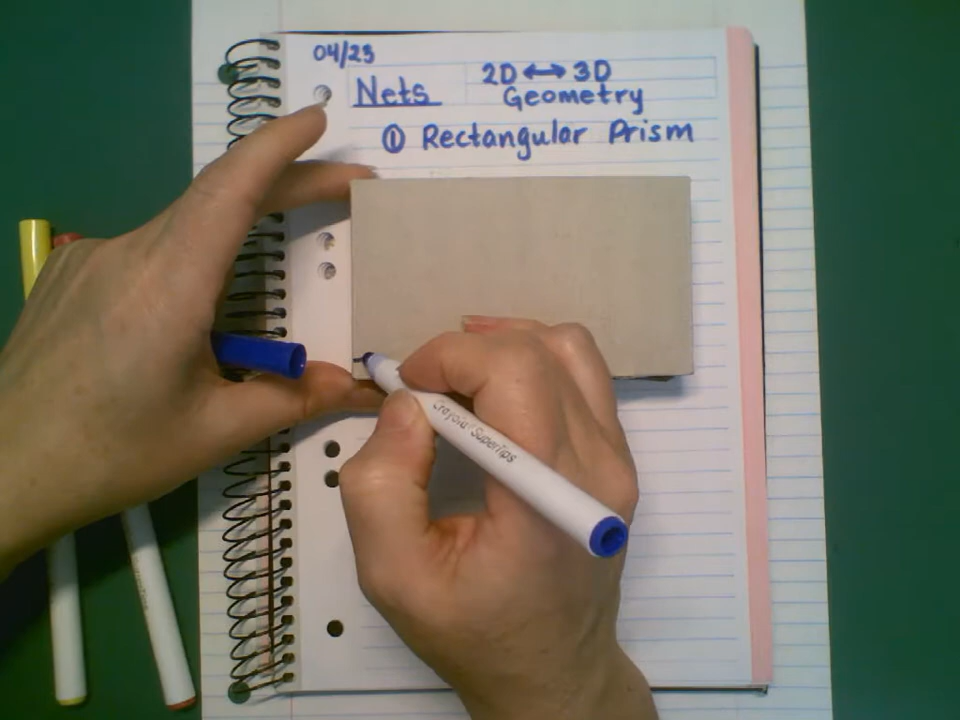 04/23
Nets
2D ↔ 3D
Geometry
① Rectangular Prism
Crayola SuperTips